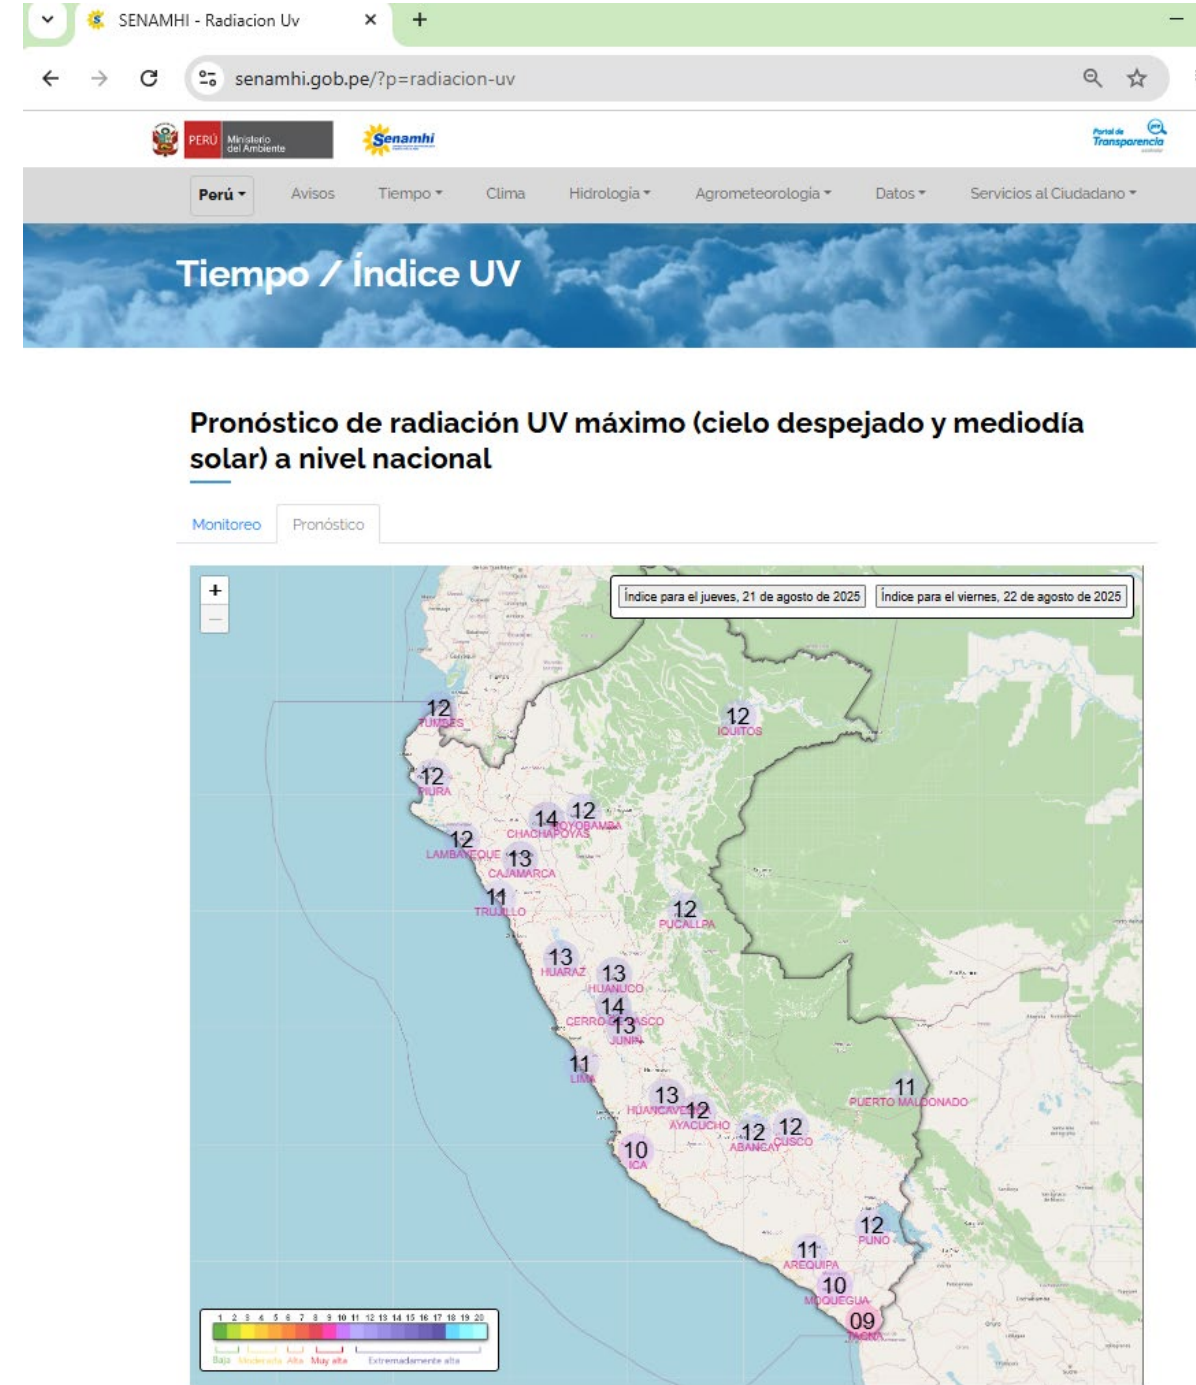 SENAMHI - Radiacion Uv
senamhi.gob.pe/?p=radiacion-uv
PERÚ Ministerio del Ambiente
Senamhi
Portal de Transparencia
Perú Avisos Tiempo Clima Hidrología Agrometeorología Datos Servicios al Ciudadano
Tiempo / Índice UV
Pronóstico de radiación UV máximo (cielo despejado y mediodía
solar) a nivel nacional
Monitoreo Pronóstico
+
−
Índice para el jueves, 21 de agosto de 2025 Índice para el viernes, 22 de agosto de 2025
12
TUMBES
12
IQUITOS
12
PIURA
14
CHACHAPOYAS
12
MOYOBAMBA
12
LAMBAYEQUE
13
CAJAMARCA
11
TRUJILLO
12
PUCALLPA
13
HUARAZ
13
HUANUCO
14
CERRO DE PASCO
13
JUNIN
11
LIMA
13
HUANCAVELICA
12
AYACUCHO
12
ABANCAY
12
CUSCO
11
PUERTO MALDONADO
10
ICA
12
PUNO
11
AREQUIPA
10
MOQUEGUA
09
TACNA
1 2 3 4 5 6 7 8 9 10 11 12 13 14 15 16 17 18 19 20
Baja Moderada Alta Muy alta Extremadamente alta